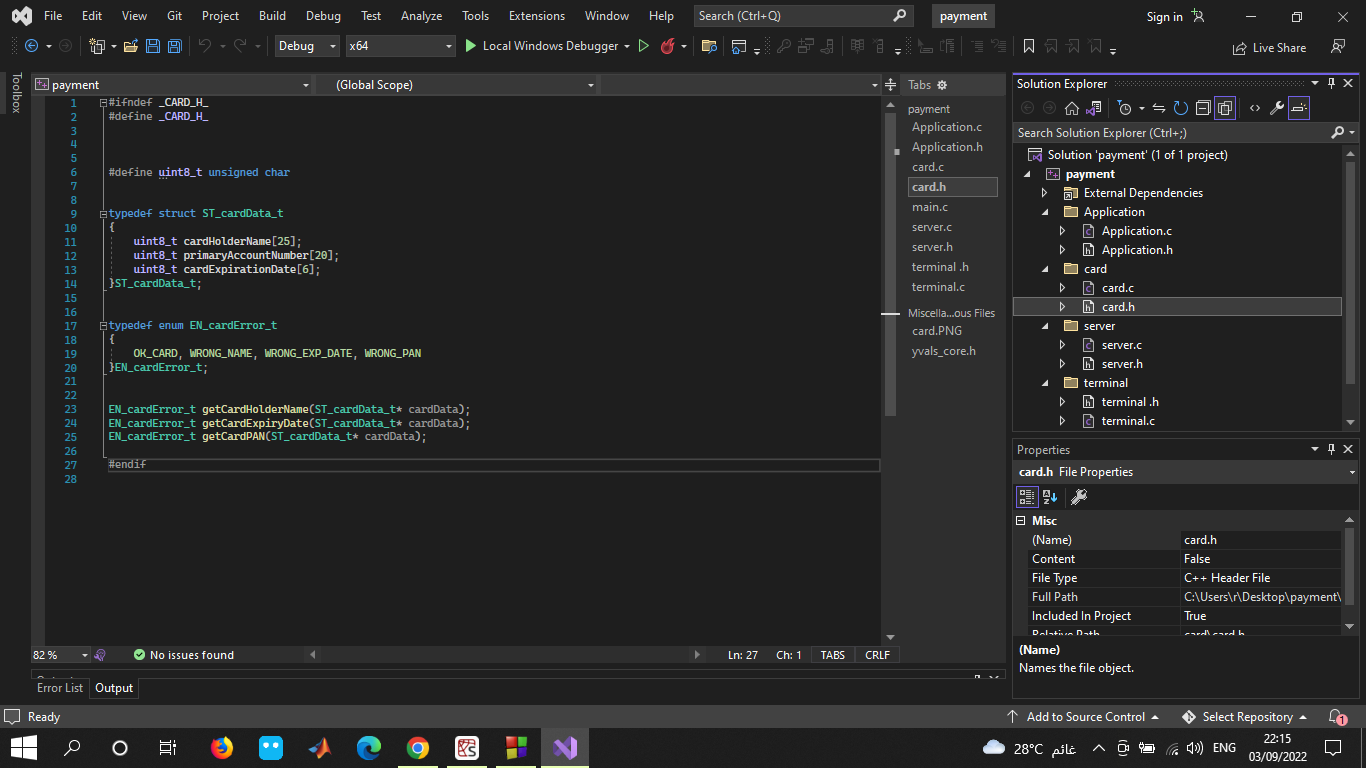 File Edit View Git Project Build Debug Test Analyze Tools Extensions Window Help Search (Ctrl+Q) payment Sign in
Debug x64 Local Windows Debugger Live Share
Toolbox
payment (Global Scope)
1 #ifndef _CARD_H_
2 #define _CARD_H_
3
4
5
6 #define uint8_t unsigned char
7
8
9 typedef struct ST_cardData_t
10 {
11 uint8_t cardHolderName[25];
12 uint8_t primaryAccountNumber[20];
13 uint8_t cardExpirationDate[6];
14 }ST_cardData_t;
15
16
17 typedef enum EN_cardError_t
18 {
19 OK_CARD, WRONG_NAME, WRONG_EXP_DATE, WRONG_PAN
20 }EN_cardError_t;
21
22
23 EN_cardError_t getCardHolderName(ST_cardData_t* cardData);
24 EN_cardError_t getCardExpiryDate(ST_cardData_t* cardData);
25 EN_cardError_t getCardPAN(ST_cardData_t* cardData);
26
27 #endif
28
82 % No issues found Ln: 27 Ch: 1 TABS CRLF
Output
Error List Output
Tabs
payment
Application.c
Application.h
card.c
card.h
main.c
server.c
server.h
terminal .h
terminal.c
Miscella...ous Files
card.PNG
yvals_core.h
Solution Explorer
Search Solution Explorer (Ctrl+;)
Solution 'payment' (1 of 1 project)
payment
External Dependencies
Application
Application.c
Application.h
card
card.c
card.h
server
server.c
server.h
terminal
terminal .h
terminal.c
Properties
card.h File Properties
Misc
(Name) card.h
Content False
File Type C++ Header File
Full Path C:\Users\r\Desktop\payment\
Included In Project True
Relative Path card\card.h
(Name)
Names the file object.
Ready Add to Source Control Select Repository 1
28°C غائم ENG 22:15
03/09/2022